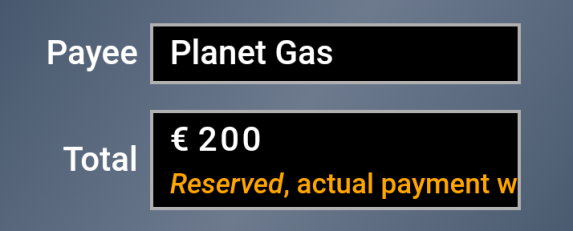 Payee Planet Gas
Total € 200
Reserved, actual payment w